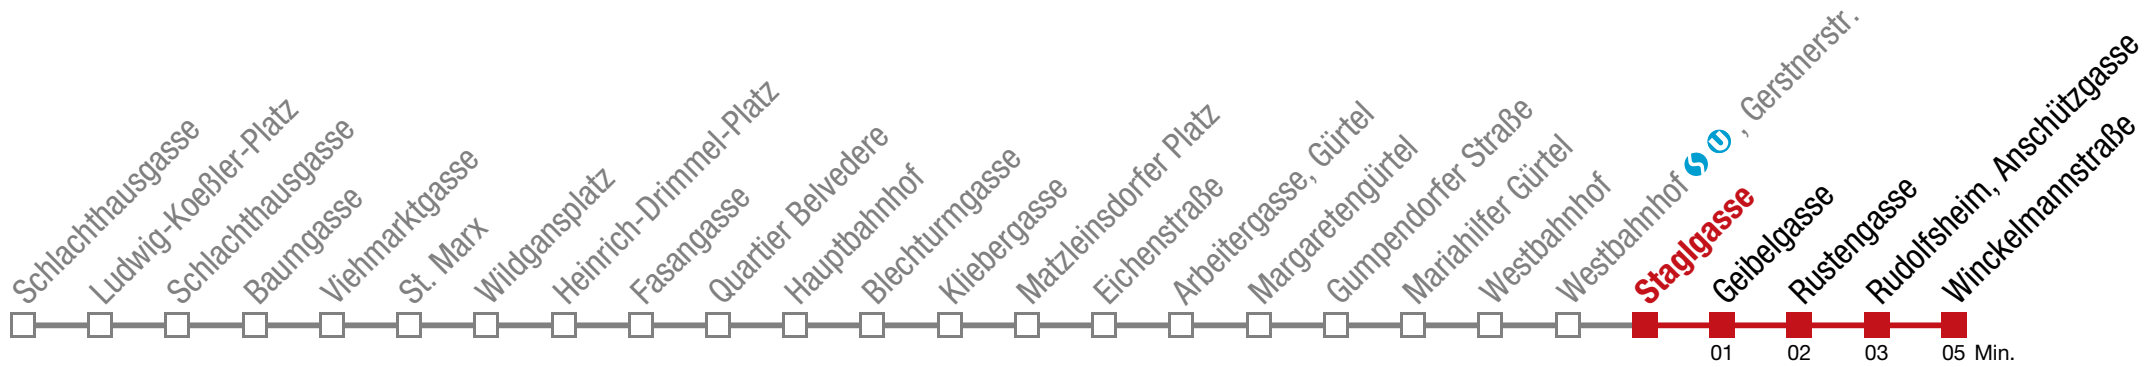 Schlachthausgasse
Ludwig-Koeßler-Platz
Schlachthausgasse
Baumgasse
Viehmarktgasse
St. Marx
Wildgansplatz
Heinrich-Drimmel-Platz
Fasangasse
Quartier Belvedere
Hauptbahnhof
Blechturmgasse
Kliebergasse
Matzleinsdorfer Platz
Eichenstraße
Arbeitergasse, Gürtel
Margaretengürtel
Gumpendorfer Straße
Mariahilfer Gürtel
Westbahnhof
Westbahnhof S U , Gerstnerstr.
Staglgasse
Geibelgasse
Rustengasse
Rudolfsheim, Anschützgasse
Winckelmannstraße
01 02 03 05 Min.